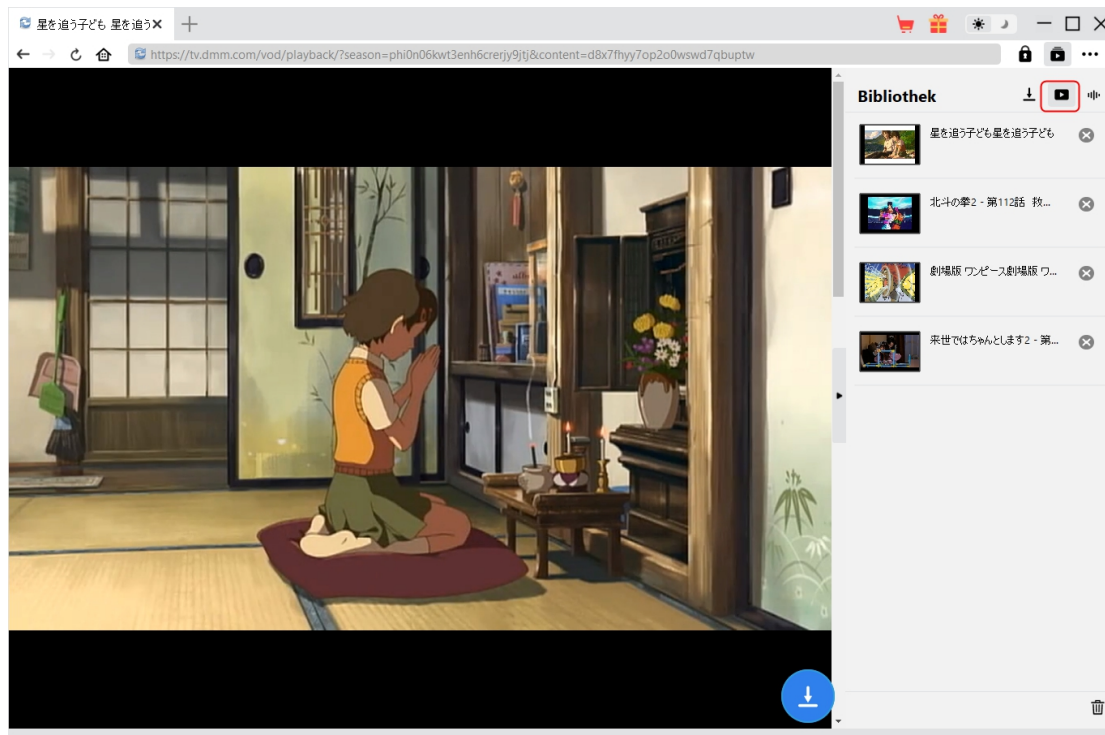 星を追う子ども 星を追う
https://tv.dmm.com/vod/playback/?season=phi0n06kwt3enh6crerjy9jtj&content=d8x7fhyy7op2o0wswd7qbuptw
Bibliothek
星を追う子ども星を追う子ども
北斗の拳2 - 第112話 救...
劇場版 ワンピース劇場版 ワ...
来世ではちゃんとします2 - 第...